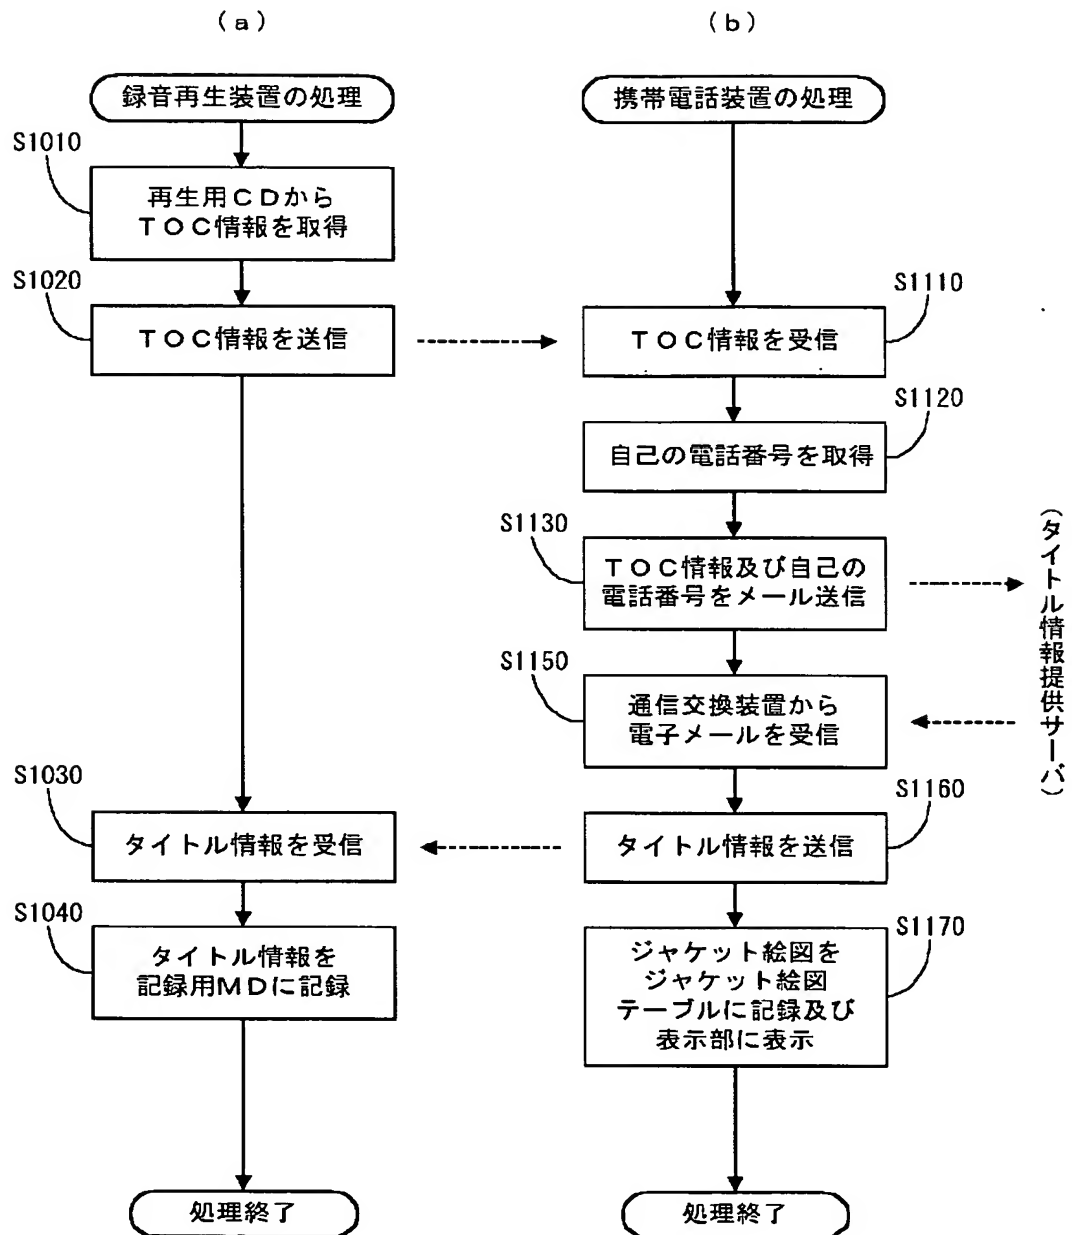 (a)
録音再生装置の処理
S1010
再生用CDから
TOC情報を取得
S1020
TOC情報を送信
S1030
タイトル情報を受信
S1040
タイトル情報を
記録用MDに記録
処理終了
(b)
携帯電話装置の処理
S1110
TOC情報を受信
S1120
自己の電話番号を取得
S1130
TOC情報及び自己の
電話番号をメール送信
S1150
通信交換装置から
電子メールを受信
S1160
タイトル情報を送信
S1170
ジャケット絵図を
ジャケット絵図
テーブルに記録及び
表示部に表示
処理終了
(タイトル情報提供サーバ)